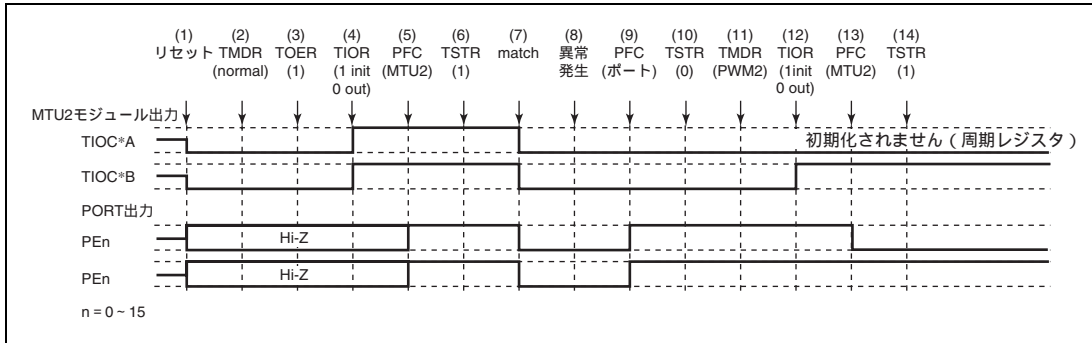 (1) (2) (3) (4) (5) (6) (7) (8) (9) (10) (11) (12) (13) (14)
リセット TMDR TOER TIOR PFC TSTR match 異常 PFC TSTR TMDR TIOR PFC TSTR
(normal) (1) (1 init (MTU2) (1) 発生 (ポート) (0) (PWM2) (1init (MTU2) (1)
0 out) 0 out)
MTU2モジュール出力
TIOC*A 初期化されません ( 周期レジスタ )
TIOC*B
PORT出力
PEn Hi-Z
PEn Hi-Z
n = 0 ~ 15